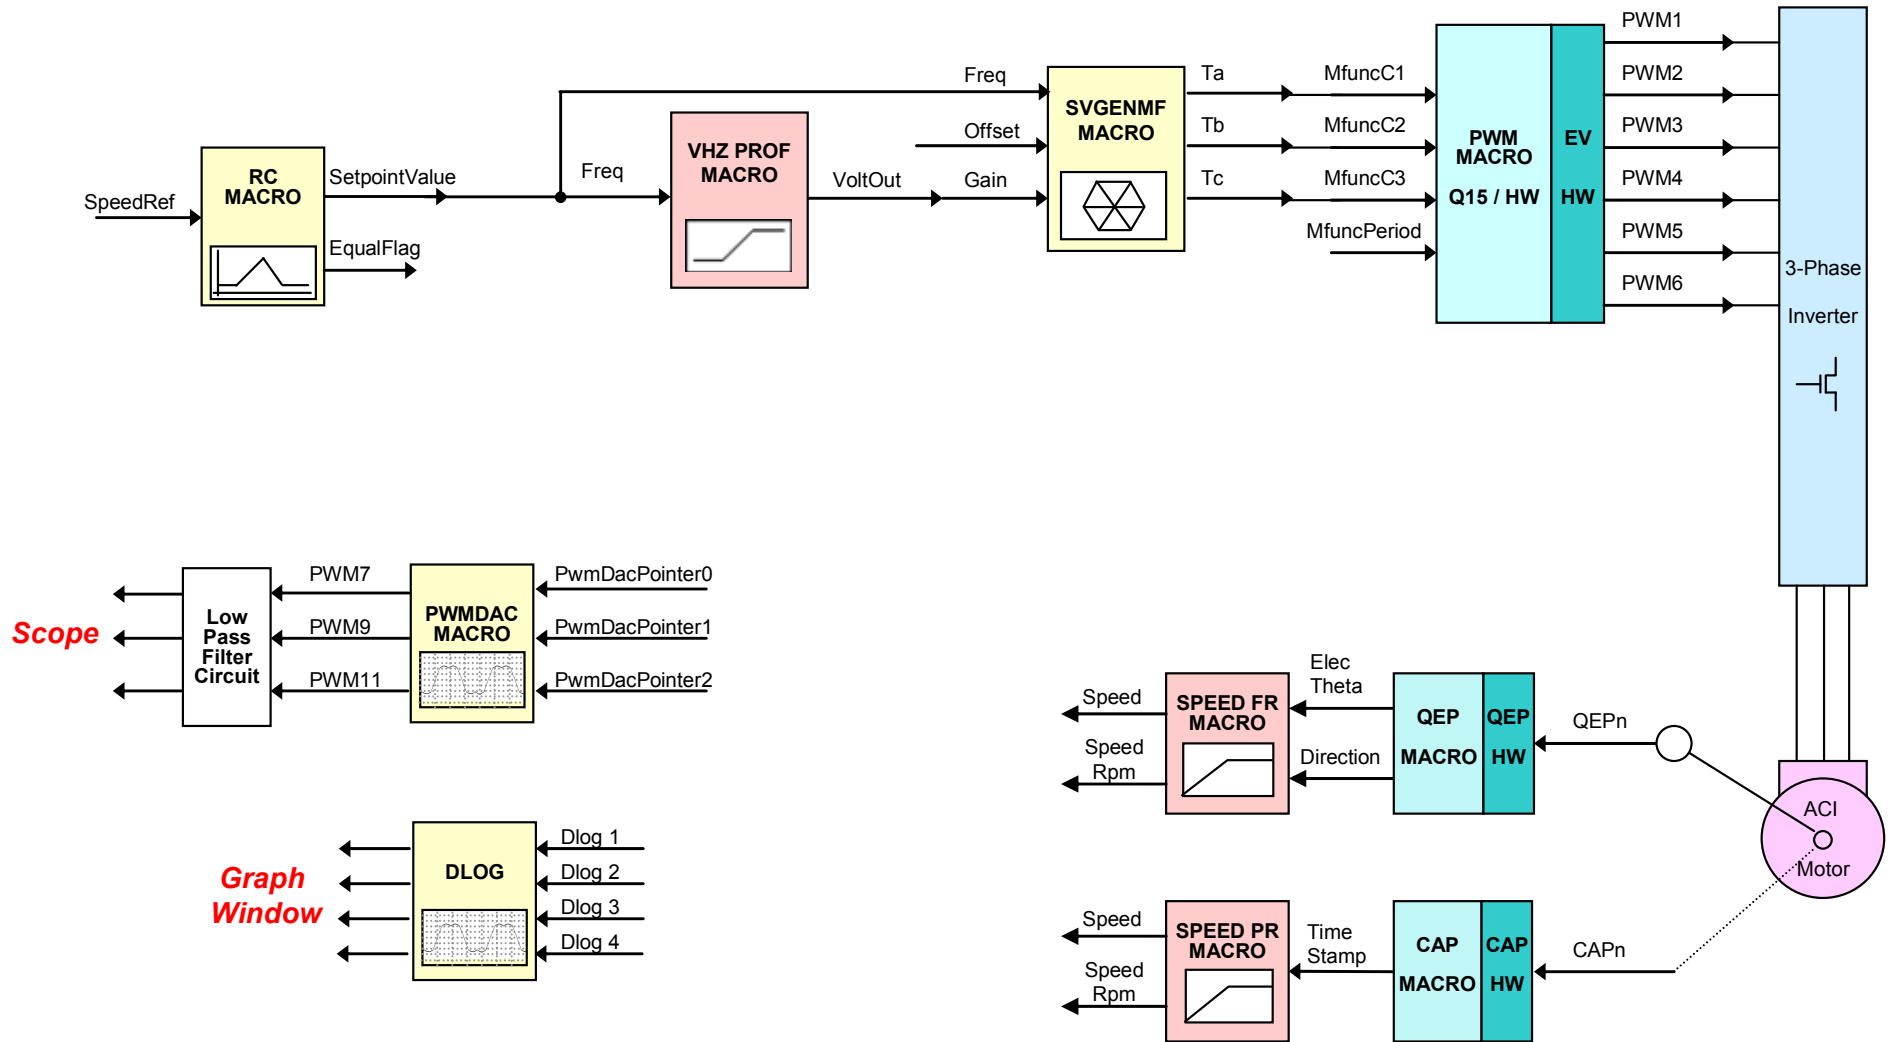 SpeedRef
RC
MACRO
SetpointValue
EqualFlag
Freq
VHZ PROF
MACRO
VoltOut
Freq
Offset
Gain
SVGENMF
MACRO
Ta
Tb
Tc
MfuncC1
MfuncC2
MfuncC3
MfuncPeriod
PWM
MACRO
Q15 / HW
EV
HW
PWM1
PWM2
PWM3
PWM4
PWM5
PWM6
3-Phase
Inverter
Scope
Low
Pass
Filter
Circuit
PWM7
PWM9
PWM11
PWMDAC
MACRO
PwmDacPointer0
PwmDacPointer1
PwmDacPointer2
Graph
Window
DLOG
Dlog 1
Dlog 2
Dlog 3
Dlog 4
Speed
Speed
Rpm
SPEED FR
MACRO
Elec
Theta
Direction
QEP
MACRO
QEP
HW
QEPn
ACI
Motor
Speed
Speed
Rpm
SPEED PR
MACRO
Time
Stamp
CAP
MACRO
CAP
HW
CAPn